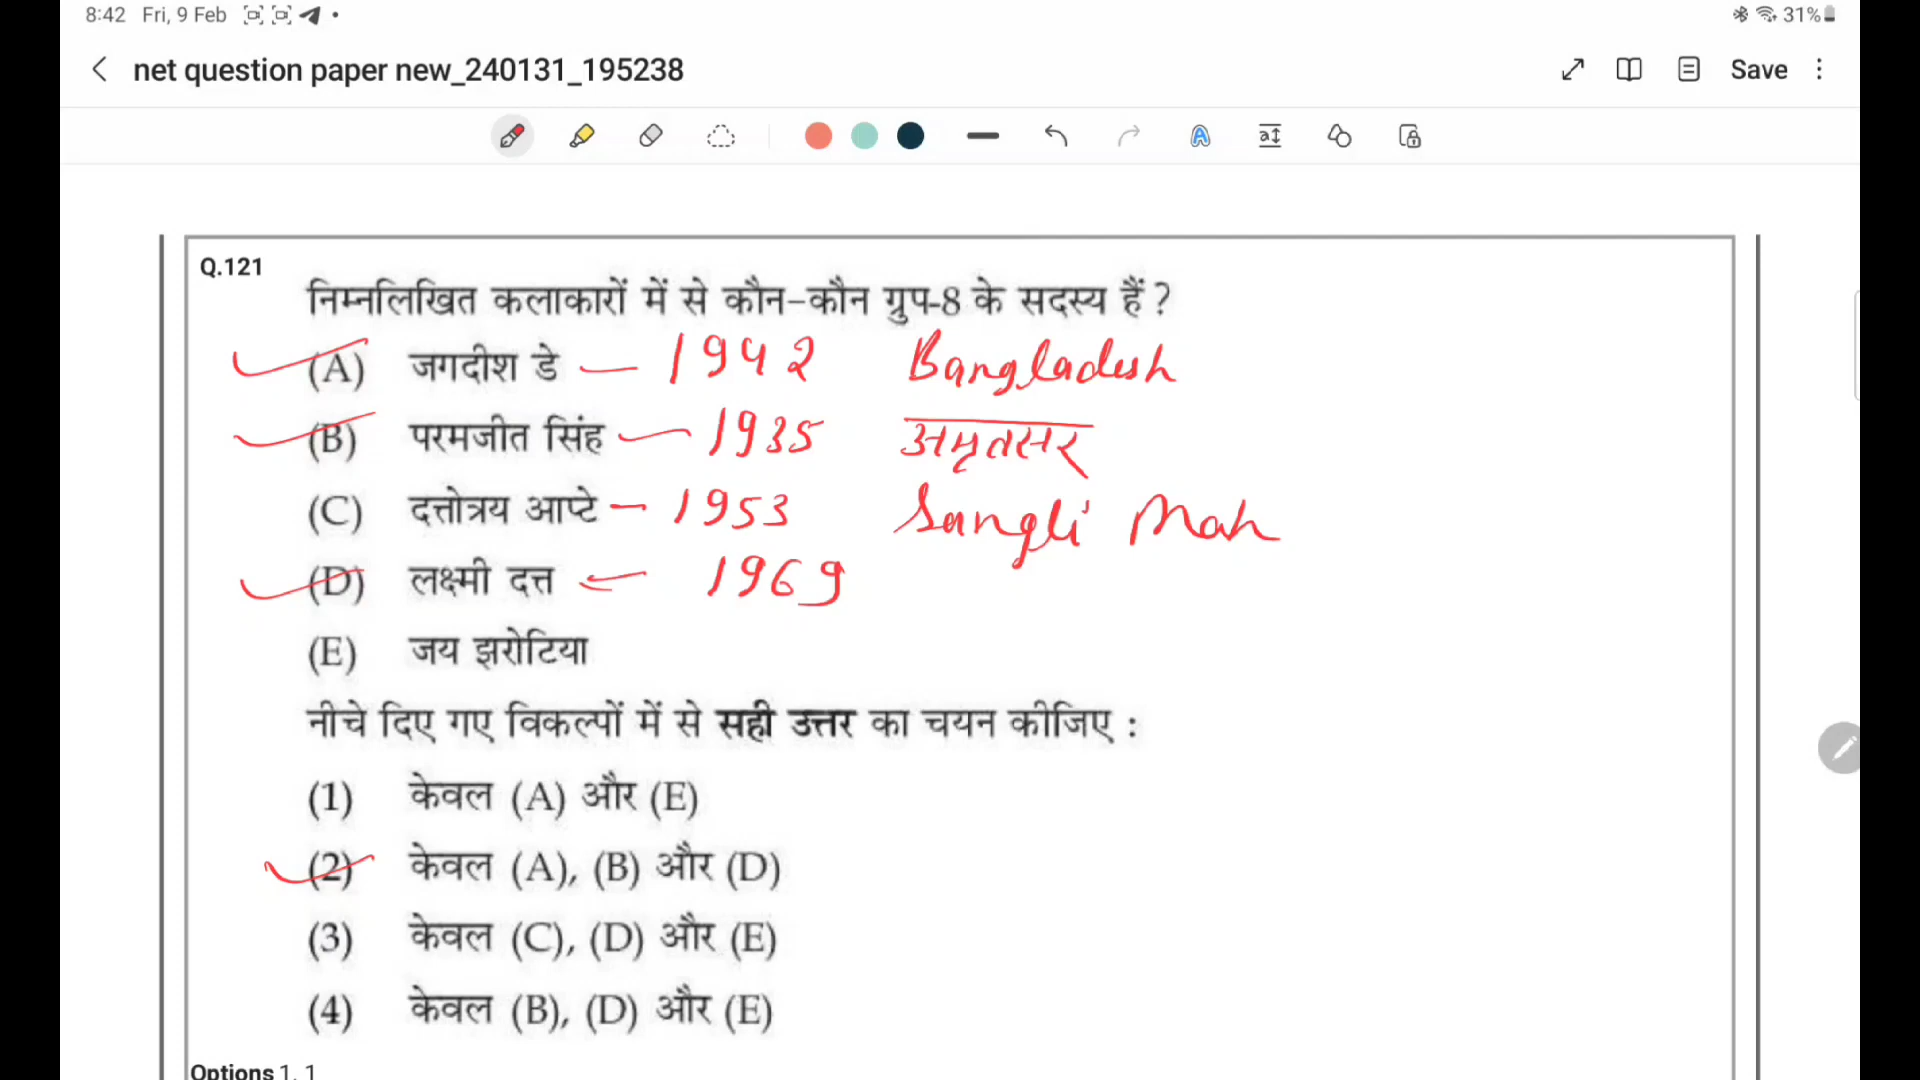 8:42 Fri, 9 Feb 31%
net question paper new_240131_195238 Save
Q.121
निम्नलिखित कलाकारों में से कौन-कौन ग्रुप-8 के सदस्य हैं ?
(A) जगदीश डे — 1942 Bangladesh
(B) परमजीत सिंह — 1935 अमृतसर
(C) दत्तोत्रय आप्टे — 1953 Sangli Mah
(D) लक्ष्मी दत्त — 1969
(E) जय झरोटिया
नीचे दिए गए विकल्पों में से सही उत्तर का चयन कीजिए :
(1) केवल (A) और (E)
(2) केवल (A), (B) और (D)
(3) केवल (C), (D) और (E)
(4) केवल (B), (D) और (E)
Options 1. 1